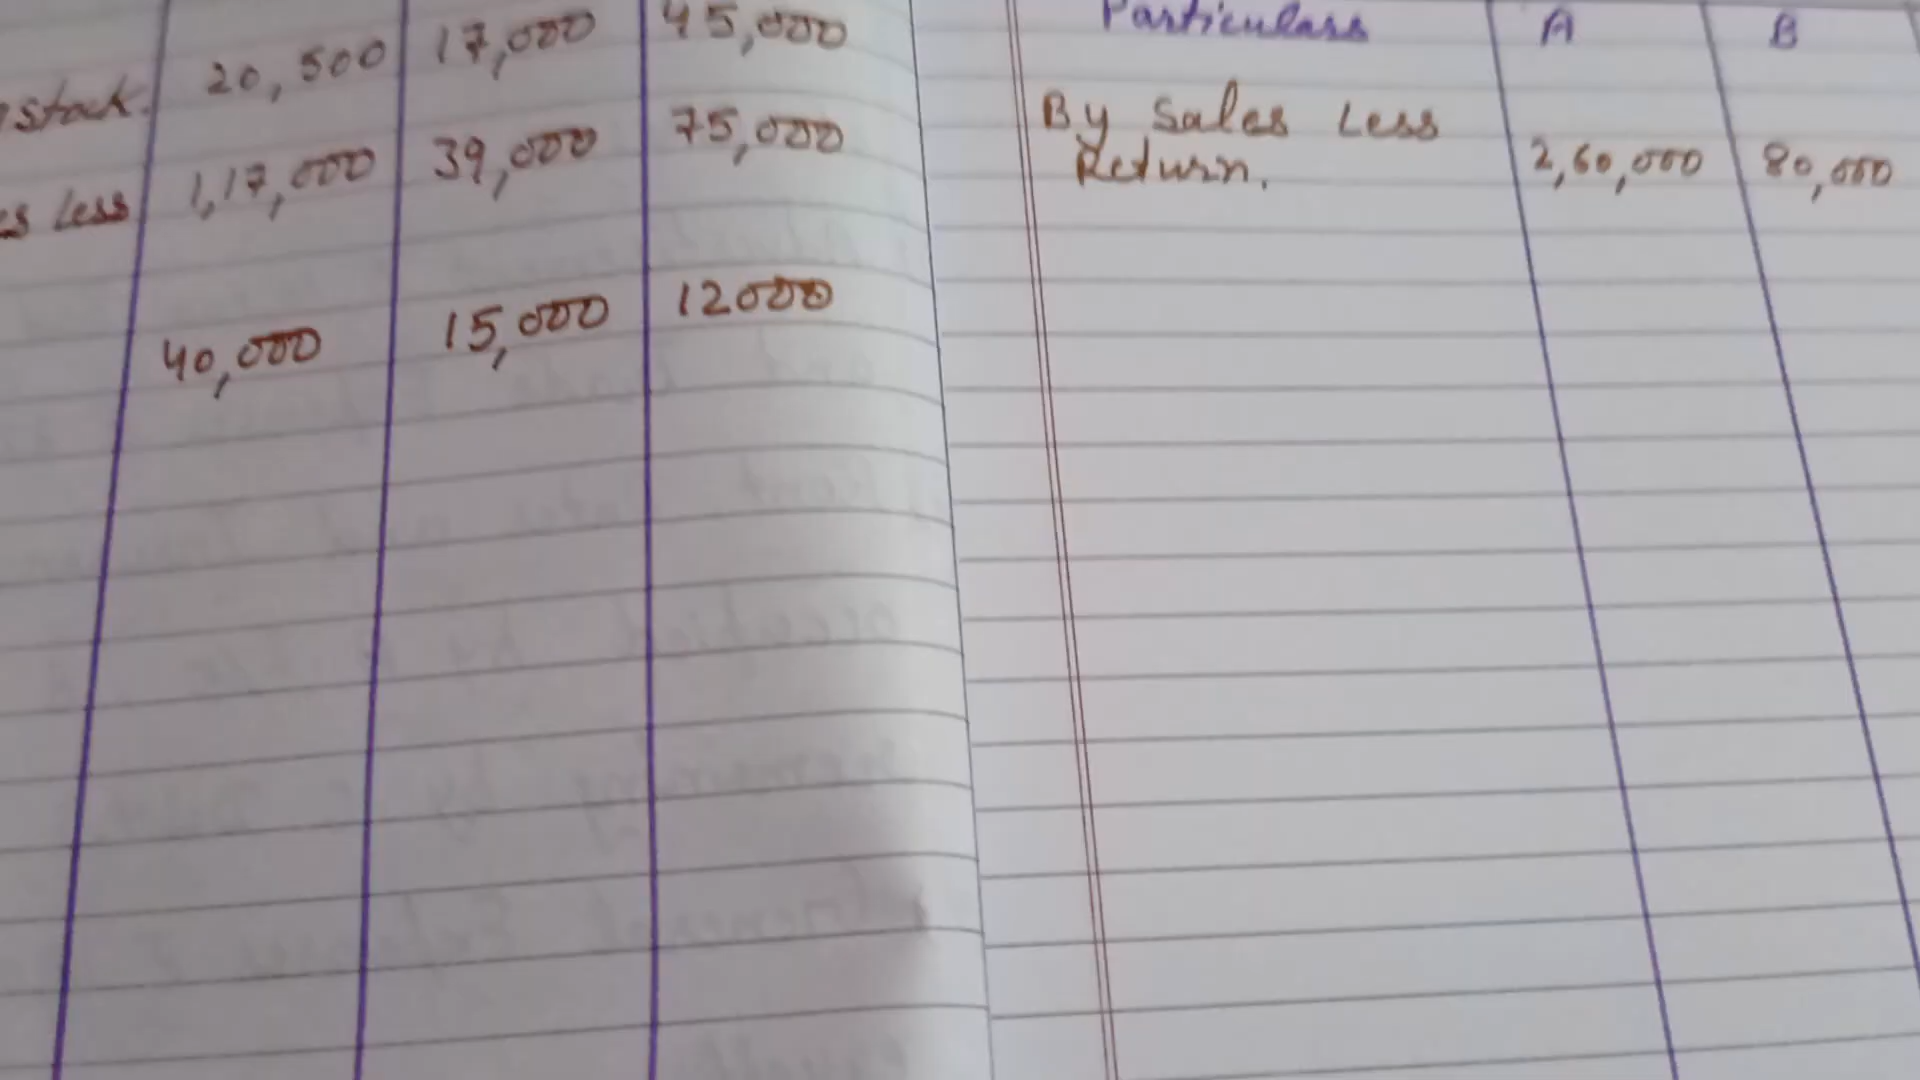 stock. 20,500 17,000 45,000
Less 1,17,000 39,000 75,000
40,000 15,000 12000
Particulars A B
By Sales Less
Return. 2,60,000 80,000